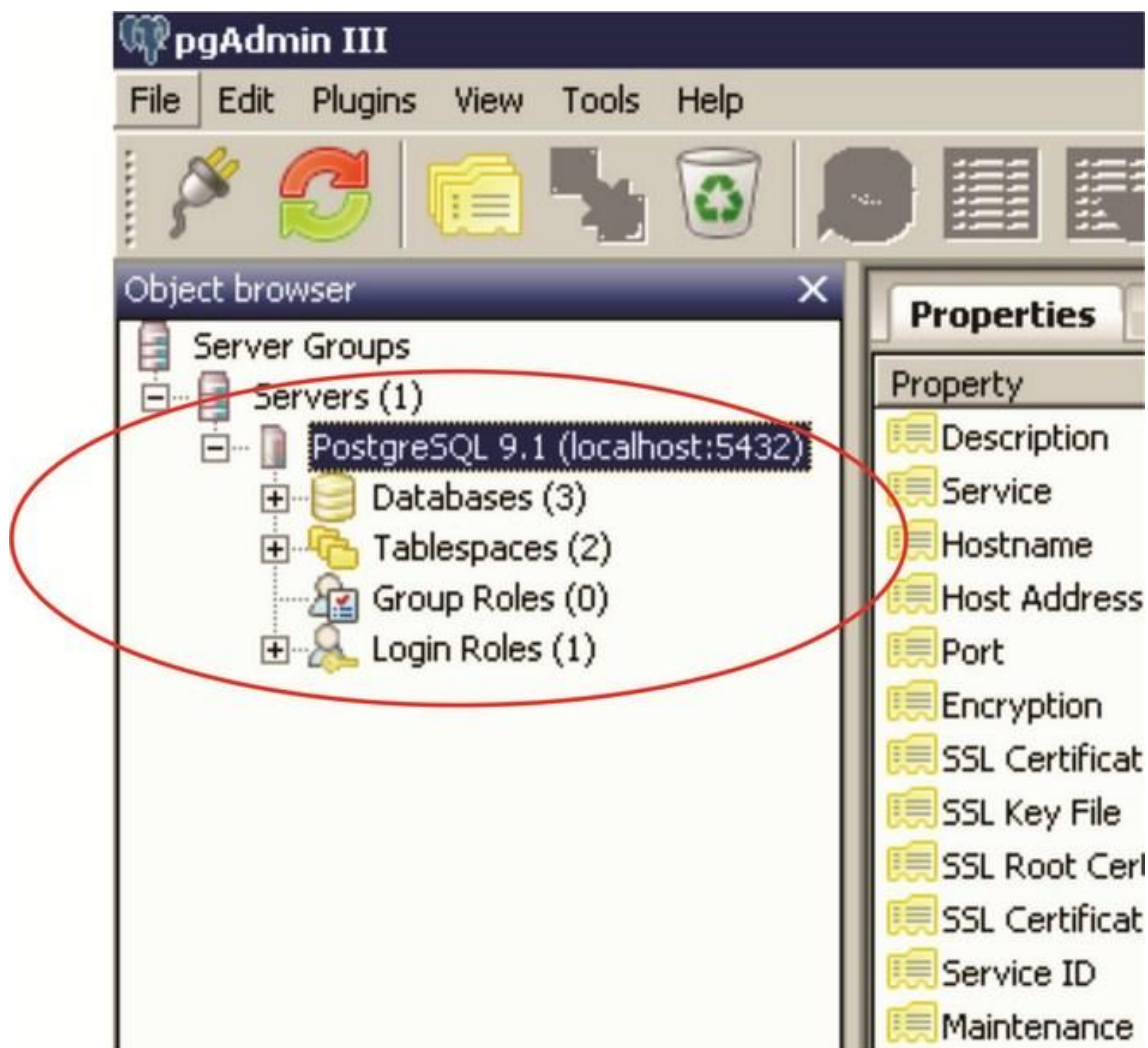 pgAdmin III
File Edit Plugins View Tools Help
Object browser
Server Groups
Servers (1)
PostgreSQL 9.1 (localhost:5432)
Databases (3)
Tablespaces (2)
Group Roles (0)
Login Roles (1)
Properties
Property
Description
Service
Hostname
Host Address
Port
Encryption
SSL Certificat
SSL Key File
SSL Root Cert
SSL Certificat
Service ID
Maintenance